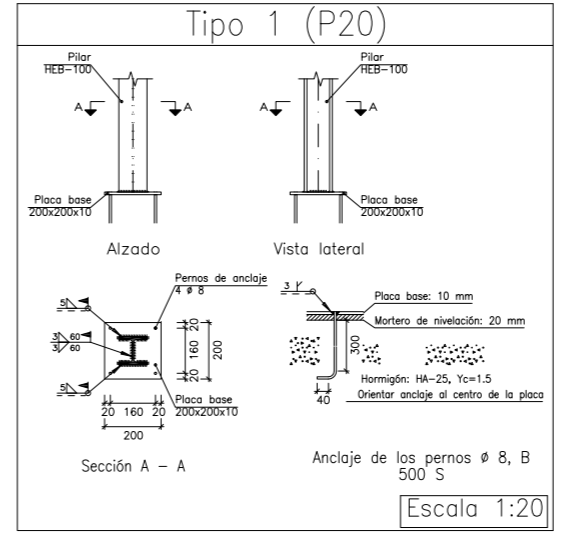 Tipo 1 (P20)
Pilar
HEB-100
Pilar
HEB-100
A
A
A
A
Placa base
200x200x10
Placa base
200x200x10
Alzado
Vista lateral
Pernos de anclaje
4 ø 8
5
3 60
3 60
5
20
160
20
200
Placa base
200x200x10
20 160 20
200
Sección A - A
3
Placa base: 10 mm
Mortero de nivelación: 20 mm
300
Hormigón: HA-25, Yc=1.5
Orientar anclaje al centro de la placa
40
Anclaje de los pernos ø 8, B
500 S
Escala 1:20